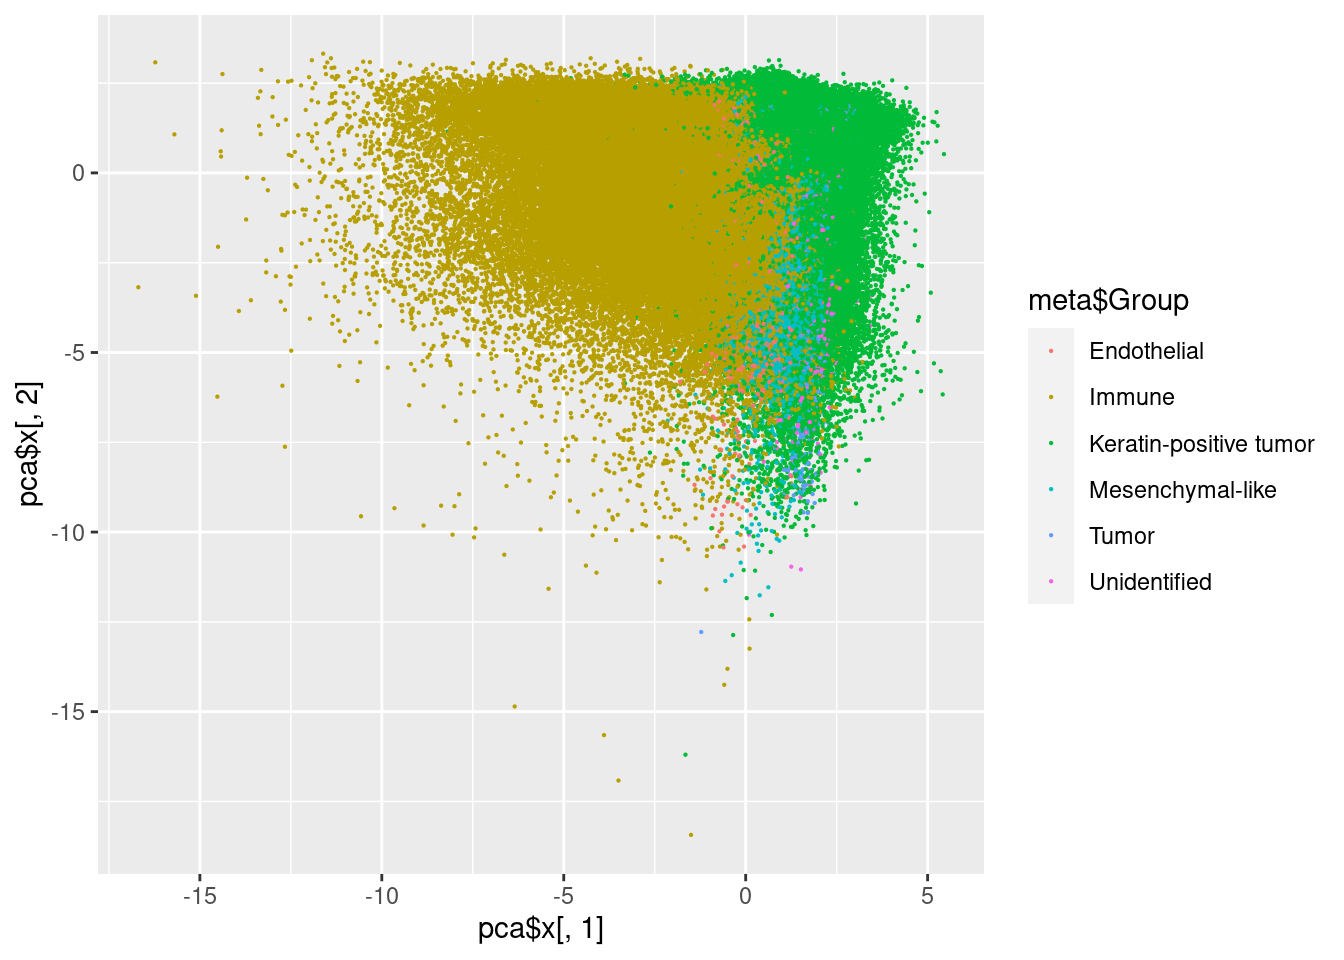 0
-5
-10
-15
pca$x[, 2]
-15
-10
-5
0
5
pca$x[, 1]
meta$Group
Endothelial
Immune
Keratin-positive tumor
Mesenchymal-like
Tumor
Unidentified